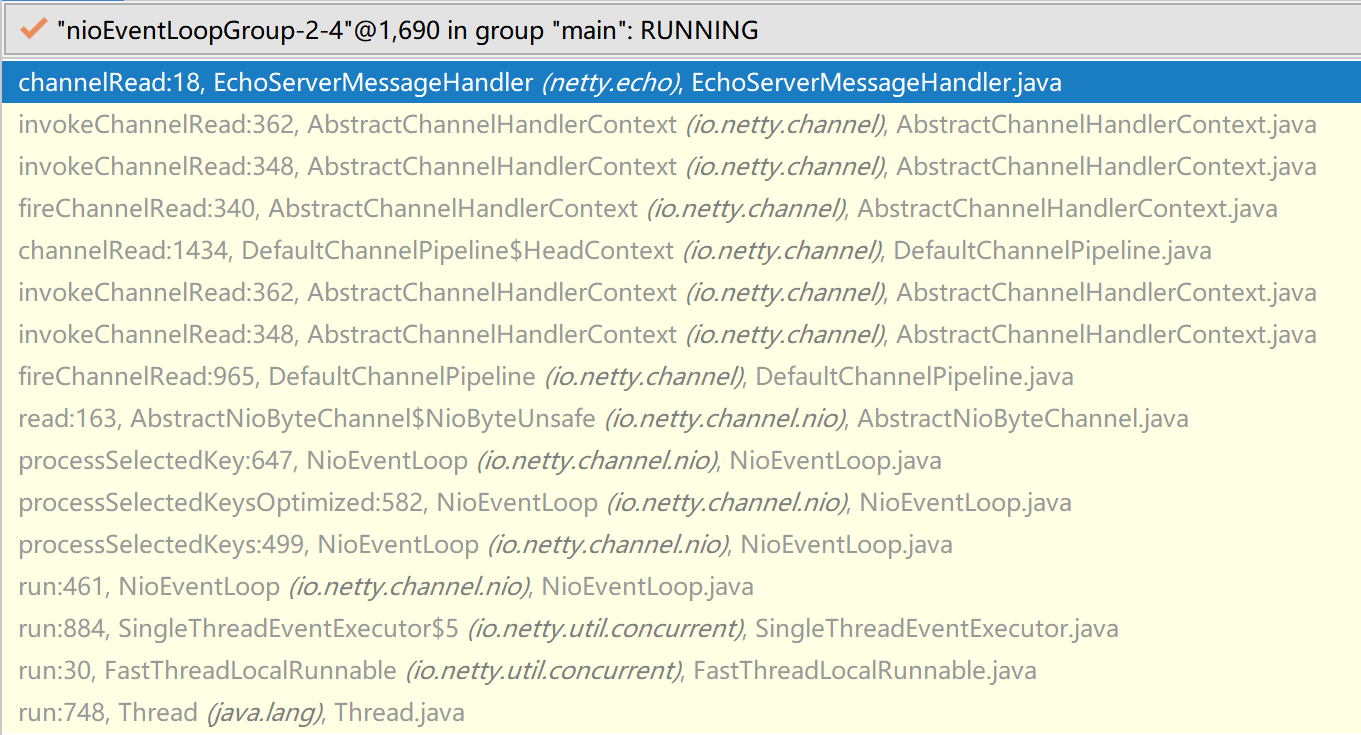 "nioEventLoopGroup-2-4"@1,690 in group "main": RUNNING
channelRead:18, EchoServerMessageHandler (netty.echo), EchoServerMessageHandler.java
invokeChannelRead:362, AbstractChannelHandlerContext (io.netty.channel), AbstractChannelHandlerContext.java
invokeChannelRead:348, AbstractChannelHandlerContext (io.netty.channel), AbstractChannelHandlerContext.java
fireChannelRead:340, AbstractChannelHandlerContext (io.netty.channel), AbstractChannelHandlerContext.java
channelRead:1434, DefaultChannelPipeline$HeadContext (io.netty.channel), DefaultChannelPipeline.java
invokeChannelRead:362, AbstractChannelHandlerContext (io.netty.channel), AbstractChannelHandlerContext.java
invokeChannelRead:348, AbstractChannelHandlerContext (io.netty.channel), AbstractChannelHandlerContext.java
fireChannelRead:965, DefaultChannelPipeline (io.netty.channel), DefaultChannelPipeline.java
read:163, AbstractNioByteChannel$NioByteUnsafe (io.netty.channel.nio), AbstractNioByteChannel.java
processSelectedKey:647, NioEventLoop (io.netty.channel.nio), NioEventLoop.java
processSelectedKeysOptimized:582, NioEventLoop (io.netty.channel.nio), NioEventLoop.java
processSelectedKeys:499, NioEventLoop (io.netty.channel.nio), NioEventLoop.java
run:461, NioEventLoop (io.netty.channel.nio), NioEventLoop.java
run:884, SingleThreadEventExecutor$5 (io.netty.util.concurrent), SingleThreadEventExecutor.java
run:30, FastThreadLocalRunnable (io.netty.util.concurrent), FastThreadLocalRunnable.java
run:748, Thread (java.lang), Thread.java